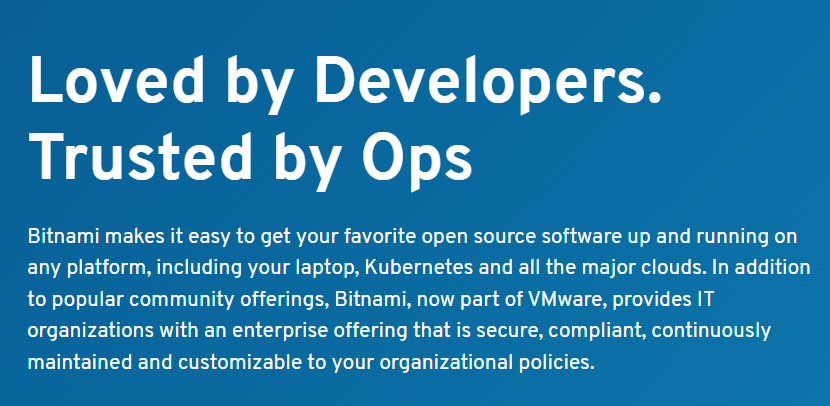 Loved by Developers.
Trusted by Ops
Bitnami makes it easy to get your favorite open source software up and running on
any platform, including your laptop, Kubernetes and all the major clouds. In addition
to popular community offerings, Bitnami, now part of VMware, provides IT
organizations with an enterprise offering that is secure, compliant, continuously
maintained and customizable to your organizational policies.